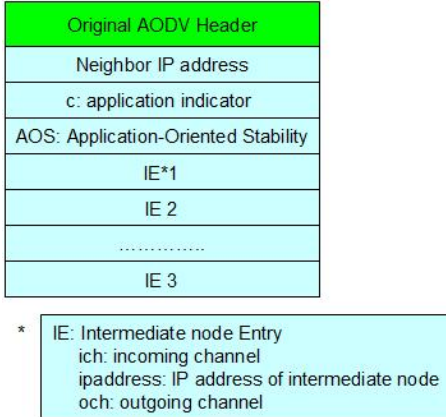 Original AODV Header
Neighbor IP address
c: application indicator
AOS: Application-Oriented Stability
IE*1
IE 2
…………..
IE 3
* IE: Intermediate node Entry
ich: incoming channel
ipaddress: IP address of intermediate node
och: outgoing channel